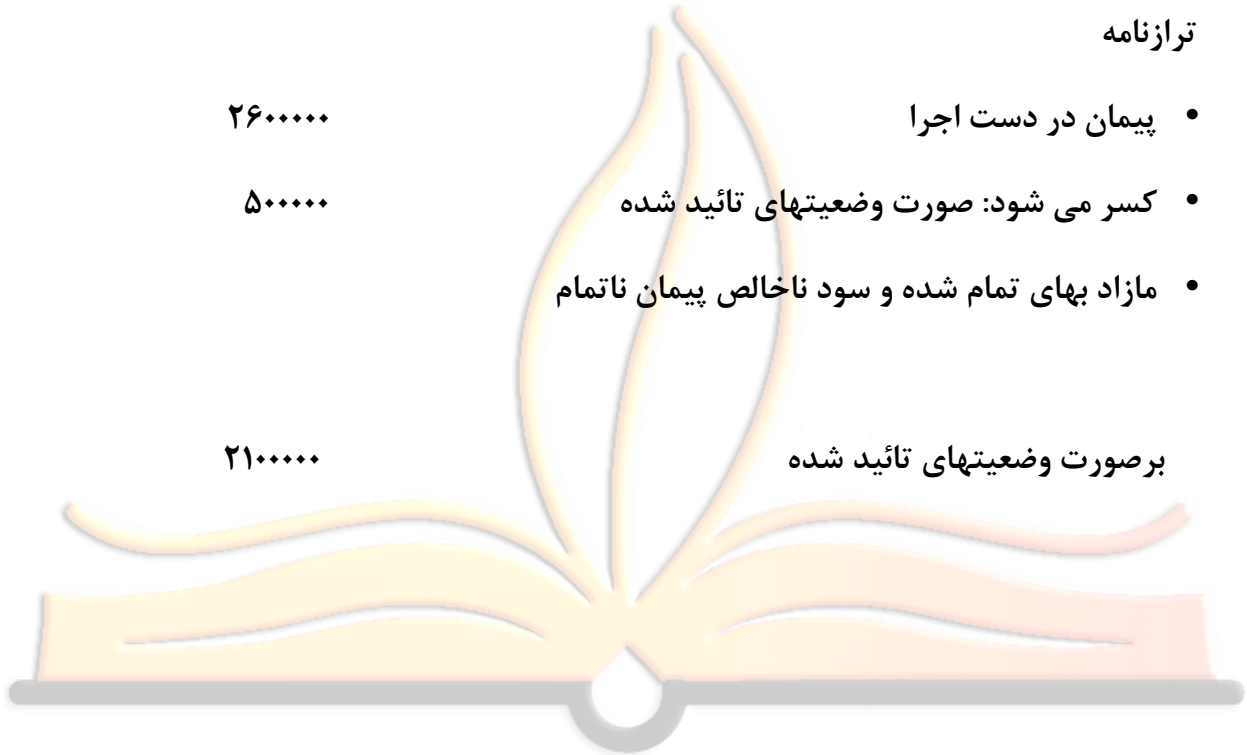 ترازنامه
• پیمان در دست اجرا ۲۶۰۰۰۰۰
• کسر می شود: صورت وضعیتهای تائید شده ۵۰۰۰۰۰
• مازاد بهای تمام شده و سود ناخالص پیمان ناتمام
برصورت وضعیتهای تائید شده ۲۱۰۰۰۰۰